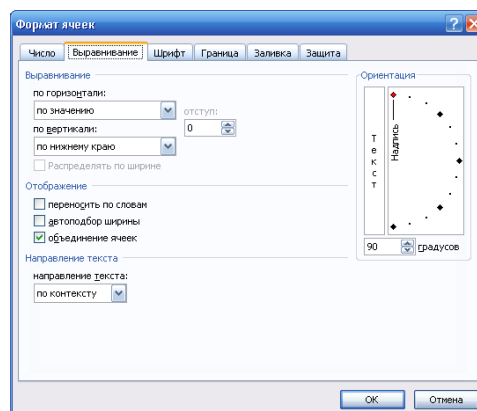 Формат ячеек
Число Выравнивание Шрифт Граница Заливка Защита
Выравнивание
по горизонтали:
по значению
отступ:
по вертикали:
0
по нижнему краю
Распределять по ширине
Отображение
переносить по словам
автоподбор ширины
объединение ячеек
Направление текста
направление текста:
по контексту
Ориентация
Текст
Надпись
90 градусов
ОК Отмена